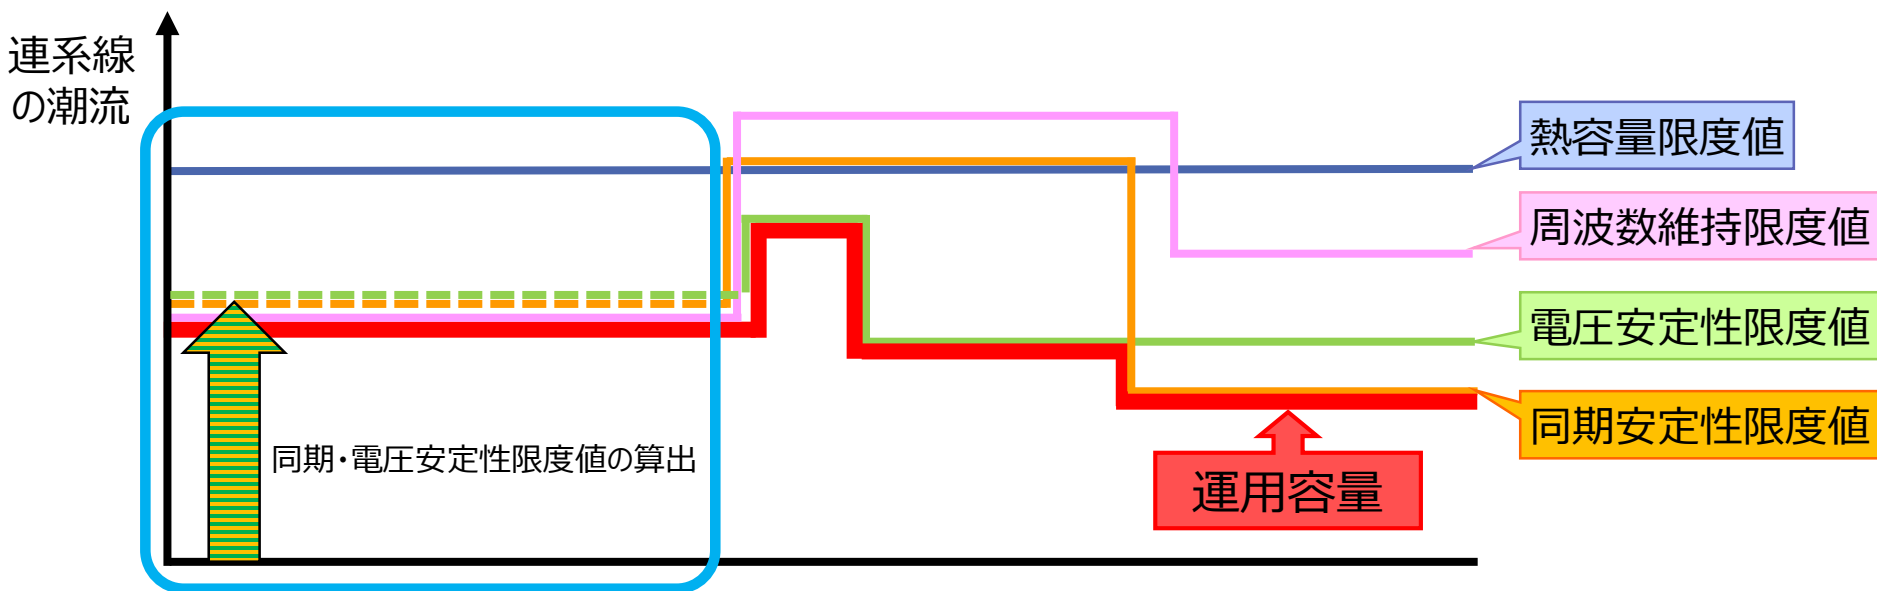 連系線
の潮流
熱容量限度値
周波数維持限度値
電圧安定性限度値
同期安定性限度値
同期・電圧安定性限度値の算出
運用容量